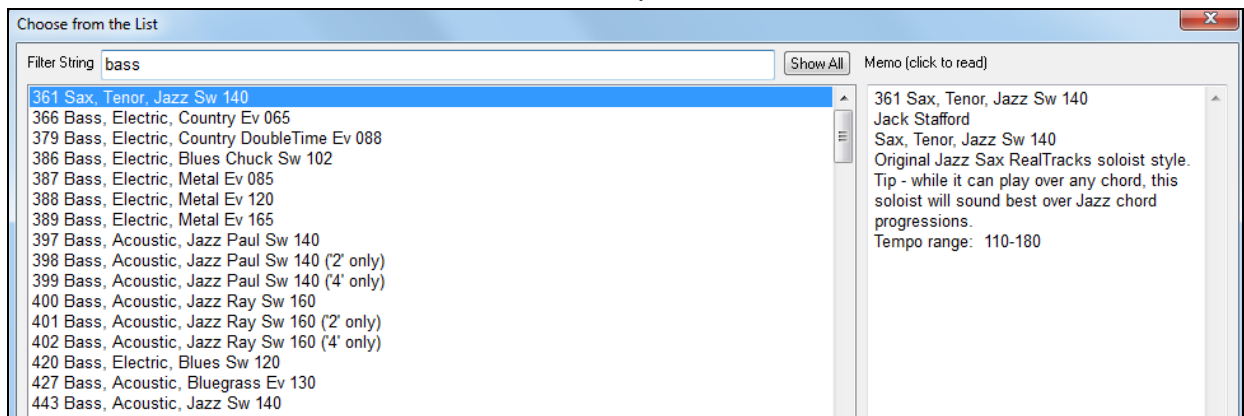 Choose from the List
Filter String bass Show All Memo (click to read)
361 Sax, Tenor, Jazz Sw 140
366 Bass, Electric, Country Ev 065
379 Bass, Electric, Country DoubleTime Ev 088
386 Bass, Electric, Blues Chuck Sw 102
387 Bass, Electric, Metal Ev 085
388 Bass, Electric, Metal Ev 120
389 Bass, Electric, Metal Ev 165
397 Bass, Acoustic, Jazz Paul Sw 140
398 Bass, Acoustic, Jazz Paul Sw 140 ('2' only)
399 Bass, Acoustic, Jazz Paul Sw 140 ('4' only)
400 Bass, Acoustic, Jazz Ray Sw 160
401 Bass, Acoustic, Jazz Ray Sw 160 ('2' only)
402 Bass, Acoustic, Jazz Ray Sw 160 ('4' only)
420 Bass, Electric, Blues Sw 120
427 Bass, Acoustic, Bluegrass Ev 130
443 Bass, Acoustic, Jazz Sw 140
361 Sax, Tenor, Jazz Sw 140
Jack Stafford
Sax, Tenor, Jazz Sw 140
Original Jazz Sax RealTracks soloist style.
Tip - while it can play over any chord, this
soloist will sound best over Jazz chord
progressions.
Tempo range: 110-180